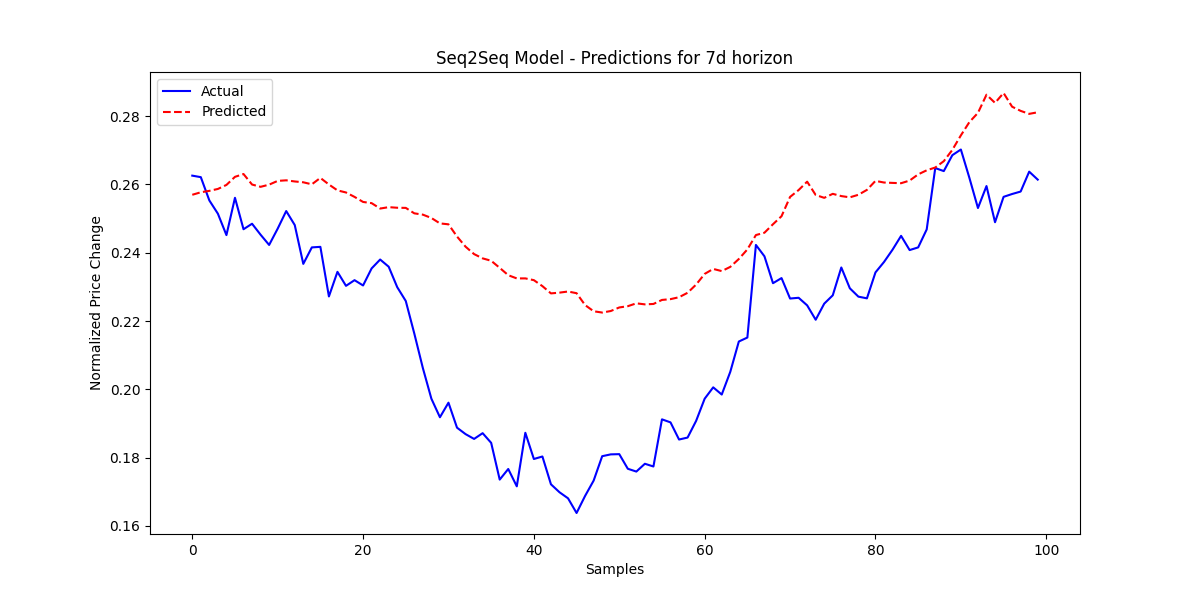 Seq2Seq Model - Predictions for 7d horizon
Actual
Predicted
Normalized Price Change
0.28
0.26
0.24
0.22
0.20
0.18
0.16
0 20 40 60 80 100
Samples